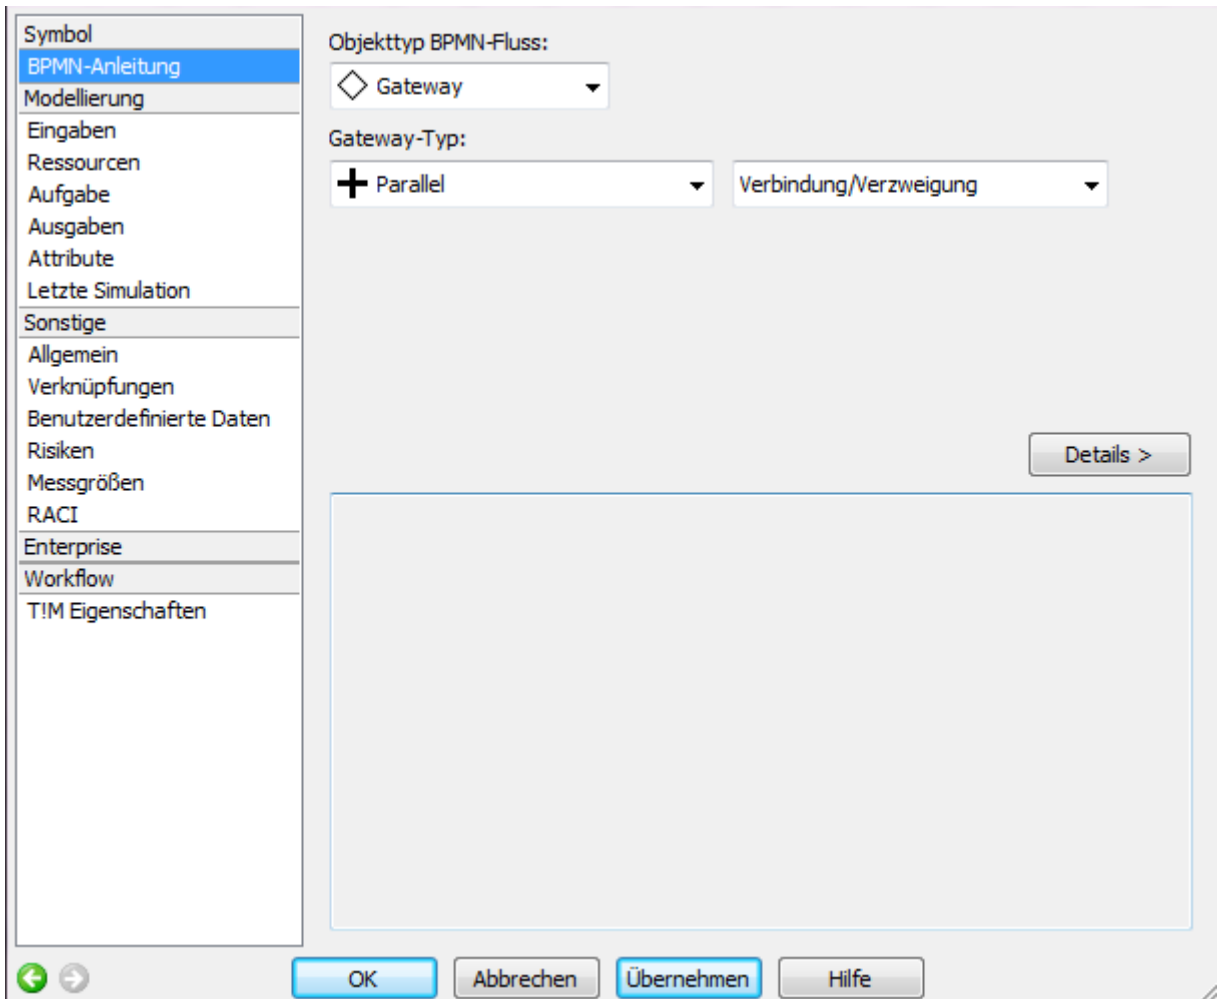 Symbol
BPMN-Anleitung
Modellierung
Eingaben
Ressourcen
Aufgabe
Ausgaben
Attribute
Letzte Simulation
Sonstige
Allgemein
Verknüpfungen
Benutzerdefinierte Daten
Risiken
Messgrößen
RACI
Enterprise
Workflow
T!M Eigenschaften
Objekttyp BPMN-Fluss:
Gateway
Gateway-Typ:
Parallel Verbindung/Verzweigung
Details >
OK Abbrechen Übernehmen Hilfe